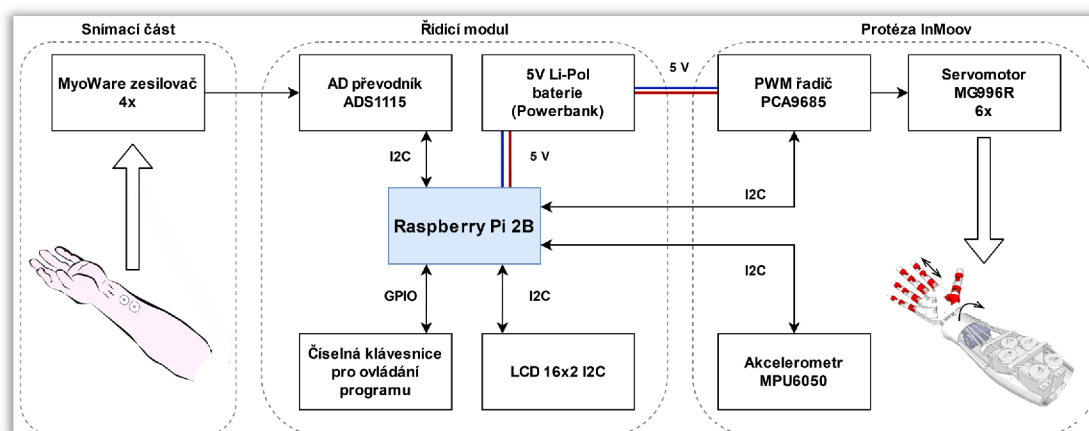 Snímací část
Řídící modul
Protéza InMoov
MyoWare zesilovač
4x
AD převodník
ADS1115
5V Li-Pol
baterie
(Powerbank)
5 V
PWM řadič
PCA9685
Servomotor
MG996R
6x
I2C
5 V
Raspberry Pi 2B
I2C
I2C
GPIO
I2C
Číselná klávesnice
pro ovládání
programu
LCD 16x2 I2C
Akcelerometr
MPU6050